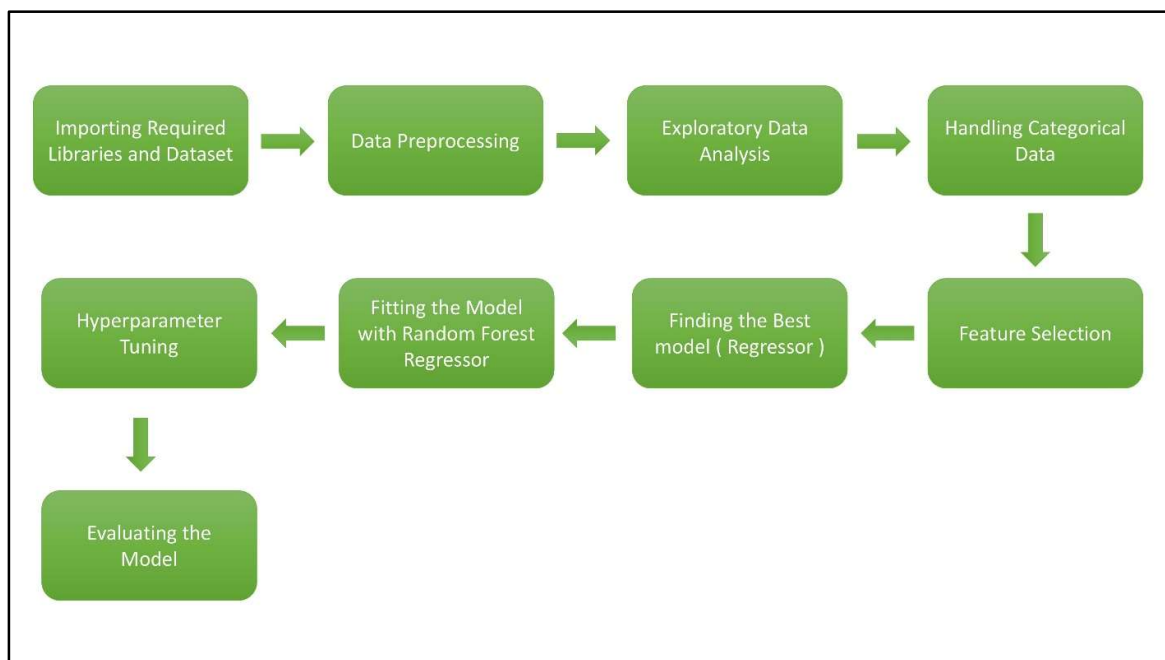 Importing Required
Libraries and Dataset
Data Preprocessing
Exploratory Data
Analysis
Handling Categorical
Data
Feature Selection
Finding the Best
model ( Regressor )
Fitting the Model
with Random Forest
Regressor
Hyperparameter
Tuning
Evaluating the
Model